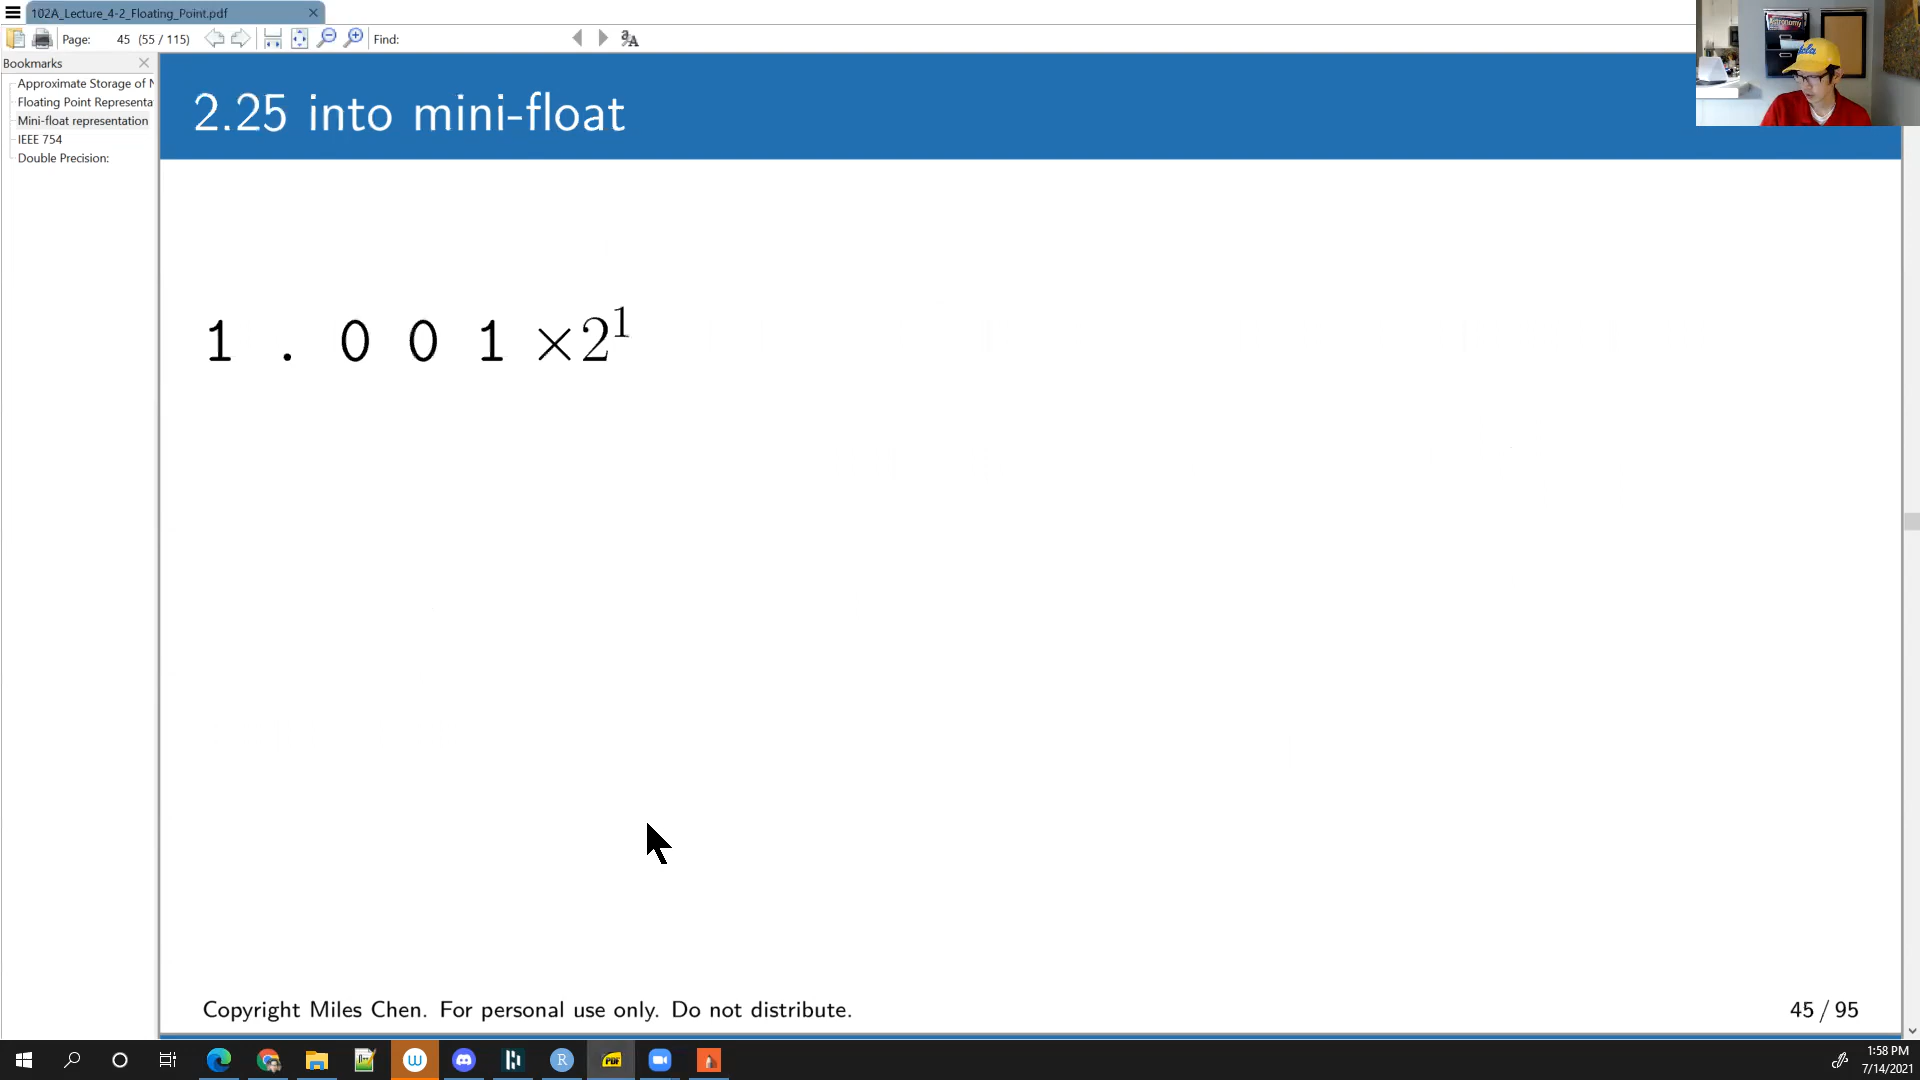 102A_Lecture_4-2_Floating_Point.pdf
Page: 45 (55 / 115) Find:
Bookmarks
Approximate Storage of N
Floating Point Representa
Mini-float representation
IEEE 754
Double Precision:
2.25 into mini-float
1 . 0 0 1 ×2¹
Copyright Miles Chen. For personal use only. Do not distribute.
45 / 95
1:58 PM
7/14/2021